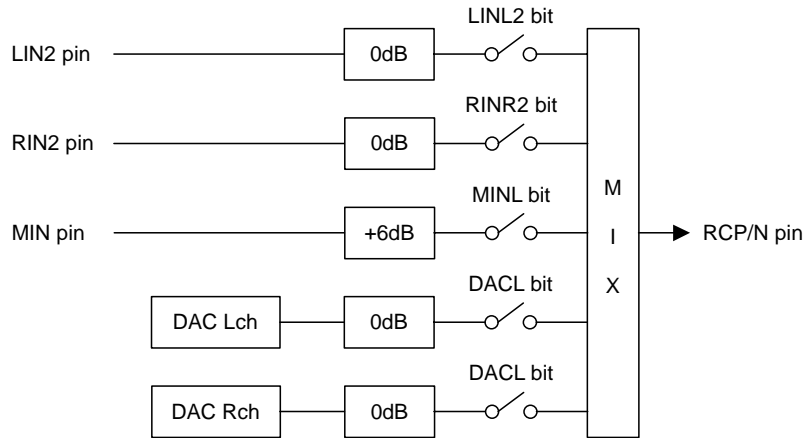 LINL2 bit
LIN2 pin 0dB
RINR2 bit
RIN2 pin 0dB
MINL bit
MIN pin +6dB
M
I
X
RCP/N pin
DACL bit
DAC Lch 0dB
DACL bit
DAC Rch 0dB